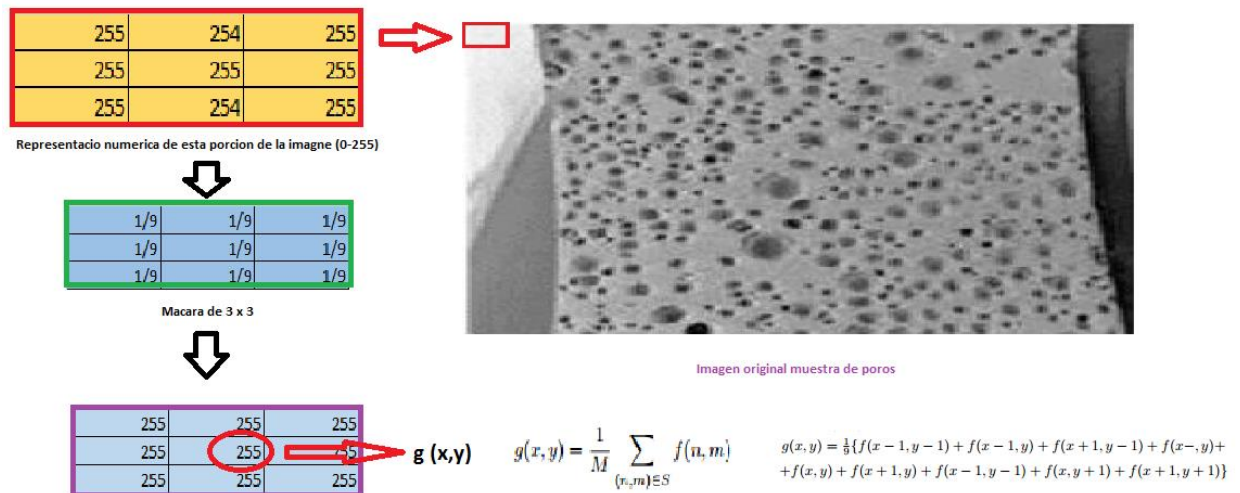 255 254 255
255 255 255
255 254 255
Representacio numerica de esta porcion de la imagne (0-255)
1/9 1/9 1/9
1/9 1/9 1/9
1/9 1/9 1/9
Macara de 3 x 3
Imagen original muestra de poros
255 255 255
255 255 255
255 255 255
g (x,y)
g(x,y) = 1/M ∑ (n,m)∈S f(n,m)
g(x,y) = 1/9{f(x − 1, y − 1) + f(x − 1, y) + f(x + 1, y − 1) + f(x−, y)+
+f(x, y) + f(x + 1, y) + f(x − 1, y − 1) + f(x, y + 1) + f(x + 1, y + 1)}